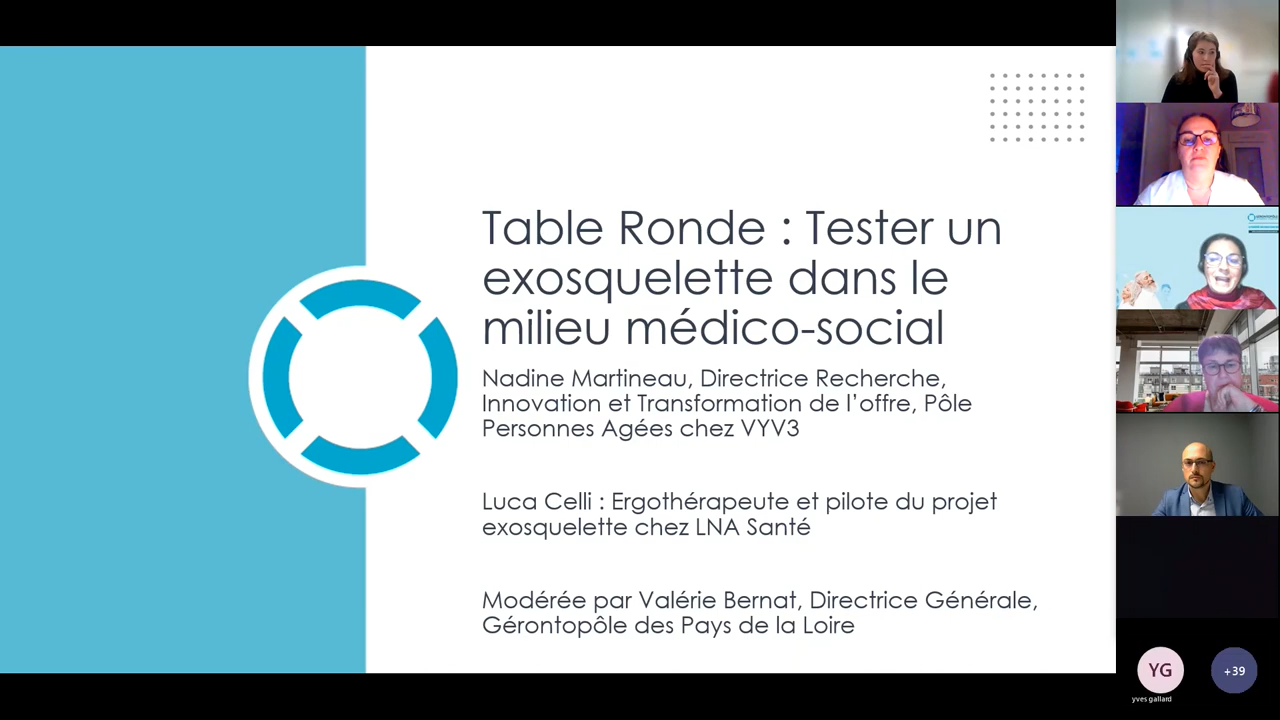 Table Ronde : Tester un
exosquelette dans le
milieu médico-social
Nadine Martineau, Directrice Recherche,
Innovation et Transformation de l'offre, Pôle
Personnes Agées chez VYV3
Luca Celli : Ergothérapeute et pilote du projet
exosquelette chez LNA Santé
Modérée par Valérie Bernat, Directrice Générale,
Gérontopôle des Pays de la Loire
YG
+39
yves gallard